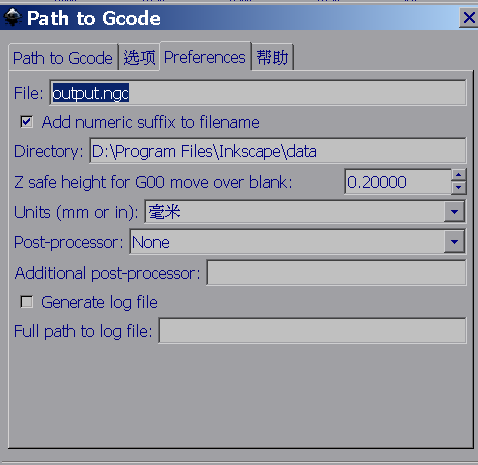 Path to Gcode
Path to Gcode 选项 Preferences 帮助
File: output.ngc
Add numeric suffix to filename
Directory: D:\Program Files\Inkscape\data
Z safe height for G00 move over blank: 0.20000
Units (mm or in): 毫米
Post-processor: None
Additional post-processor:
Generate log file
Full path to log file: